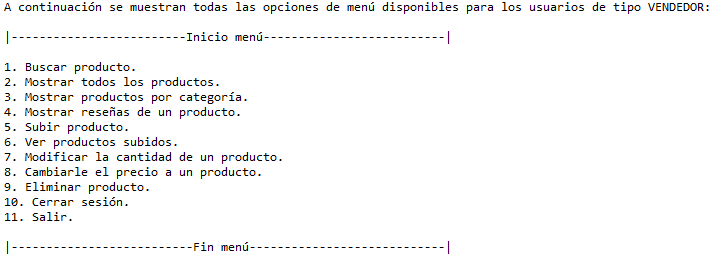 A continuación se muestran todas las opciones de menú disponibles para los usuarios de tipo VENDEDOR:
|-------------------------Inicio menú--------------------------|
1. Buscar producto.
2. Mostrar todos los productos.
3. Mostrar productos por categoría.
4. Mostrar reseñas de un producto.
5. Subir producto.
6. Ver productos subidos.
7. Modificar la cantidad de un producto.
8. Cambiarle el precio a un producto.
9. Eliminar producto.
10. Cerrar sesión.
11. Salir.
|--------------------------Fin menú----------------------------|